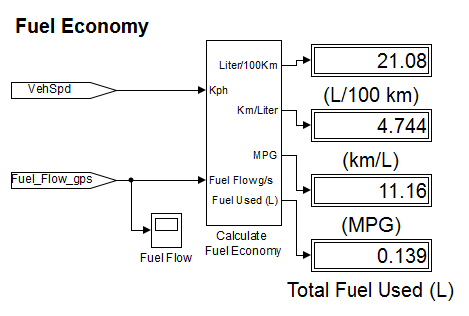 Fuel Economy
Liter/100Km
21.08
(L/100 km)
VehSpd
Kph
Km/Liter
4.744
(km/L)
MPG
11.16
(MPG)
Fuel_Flow_gps
Fuel Flowg/s
Fuel Used (L)
0.139
Total Fuel Used (L)
Fuel Flow
Calculate
Fuel Economy